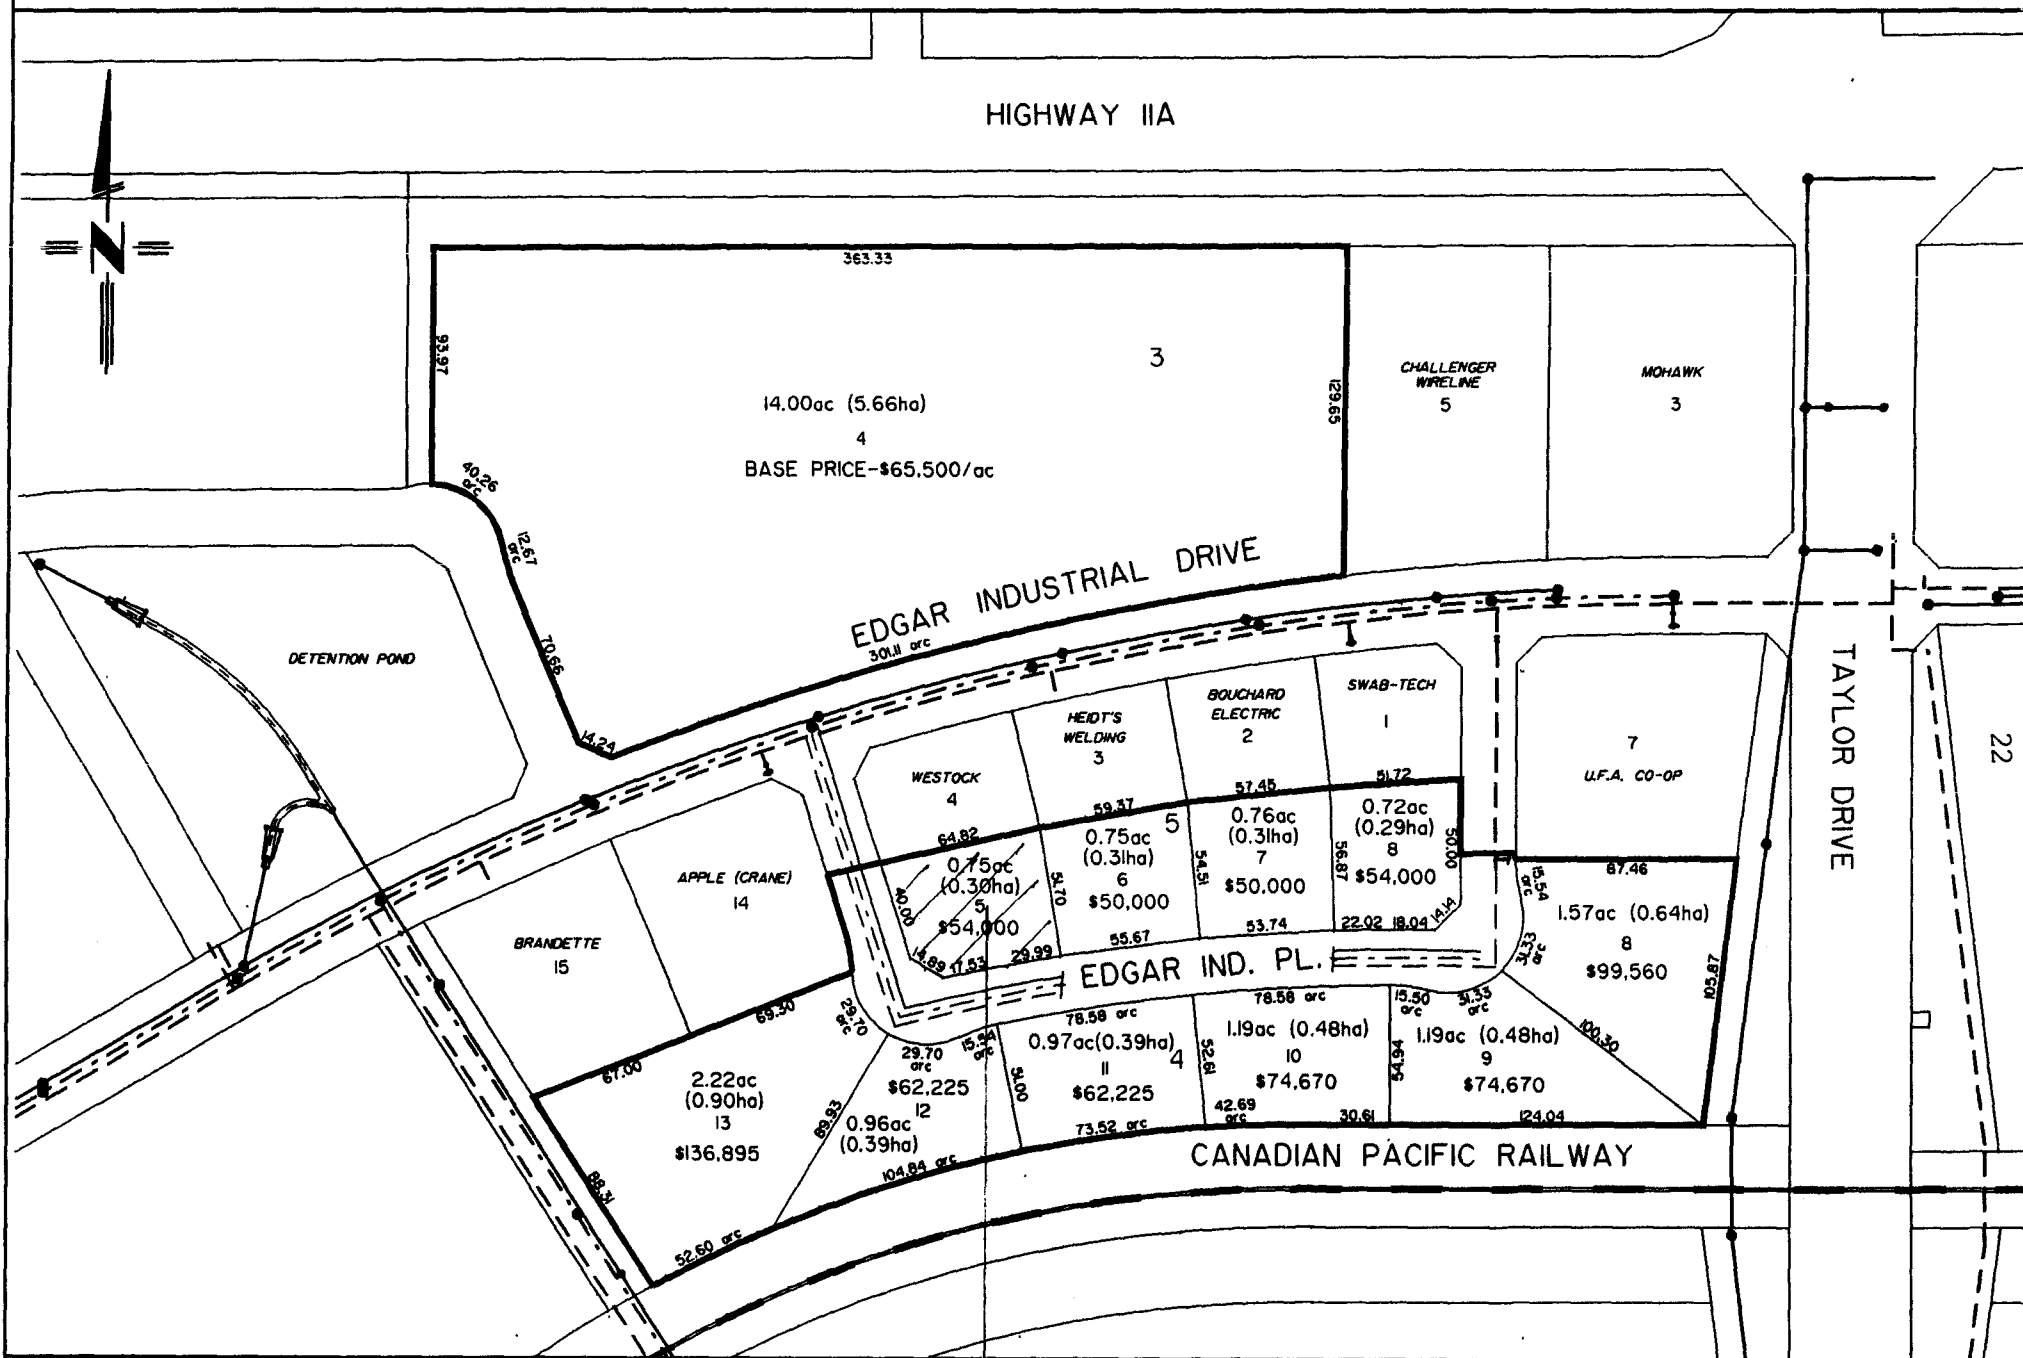 HIGHWAY 11A
N
363.33
93.97
129.65
3
14.00ac (5.66ha)
4
BASE PRICE-$65,500/ac
CHALLENGER
WIRELINE
5
MOHAWK
3
40.26
arc
12.67
arc
70.66
14.24
EDGAR INDUSTRIAL DRIVE
301.11 arc
DETENTION POND
TAYLOR DRIVE
22
WESTOCK
4
HEIDT'S
WELDING
3
BOUCHARD
ELECTRIC
2
SWAB-TECH
1
7
U.F.A. CO-OP
64.82
59.37
57.45
51.72
5
0.75ac
(0.30ha)
5
$54,000
0.75ac
(0.31ha)
6
$50,000
0.76ac
(0.31ha)
7
$50,000
0.72ac
(0.29ha)
8
$54,000
40.00
51.70
54.51
56.87
50.00
14.89
17.53
29.99
55.67
53.74
22.02
18.04
14.14
APPLE (CRANE)
14
BRANDETTE
15
EDGAR IND. PL.
87.46
15.54
arc
31.33
arc
1.57ac (0.64ha)
8
$99,560
105.87
100.30
69.30
67.00
29.70
arc
29.70
arc
15.54
arc
78.58 arc
78.58 arc
15.50
arc
31.33
arc
2.22ac
(0.90ha)
13
$136,895
$62,225
12
0.96ac
(0.39ha)
0.97ac(0.39ha)
11
4
$62,225
1.19ac (0.48ha)
10
$74,670
1.19ac (0.48ha)
9
$74,670
89.93
51.00
52.61
54.94
88.31
52.60 arc
104.84 arc
73.52 arc
42.69
arc
30.61
124.04
CANADIAN PACIFIC RAILWAY